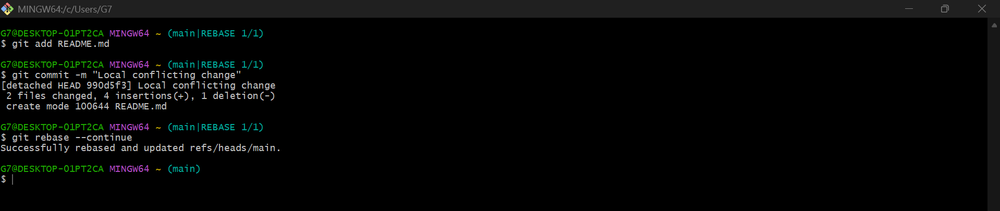 MINGW64:/c/Users/G7
G7@DESKTOP-01PT2CA MINGW64 ~ (main|REBASE 1/1)
$ git add README.md
G7@DESKTOP-01PT2CA MINGW64 ~ (main|REBASE 1/1)
$ git commit -m "Local conflicting change"
[detached HEAD 990d5f3] Local conflicting change
 2 files changed, 4 insertions(+), 1 deletion(-)
 create mode 100644 README.md
G7@DESKTOP-01PT2CA MINGW64 ~ (main|REBASE 1/1)
$ git rebase --continue
Successfully rebased and updated refs/heads/main.
G7@DESKTOP-01PT2CA MINGW64 ~ (main)
$